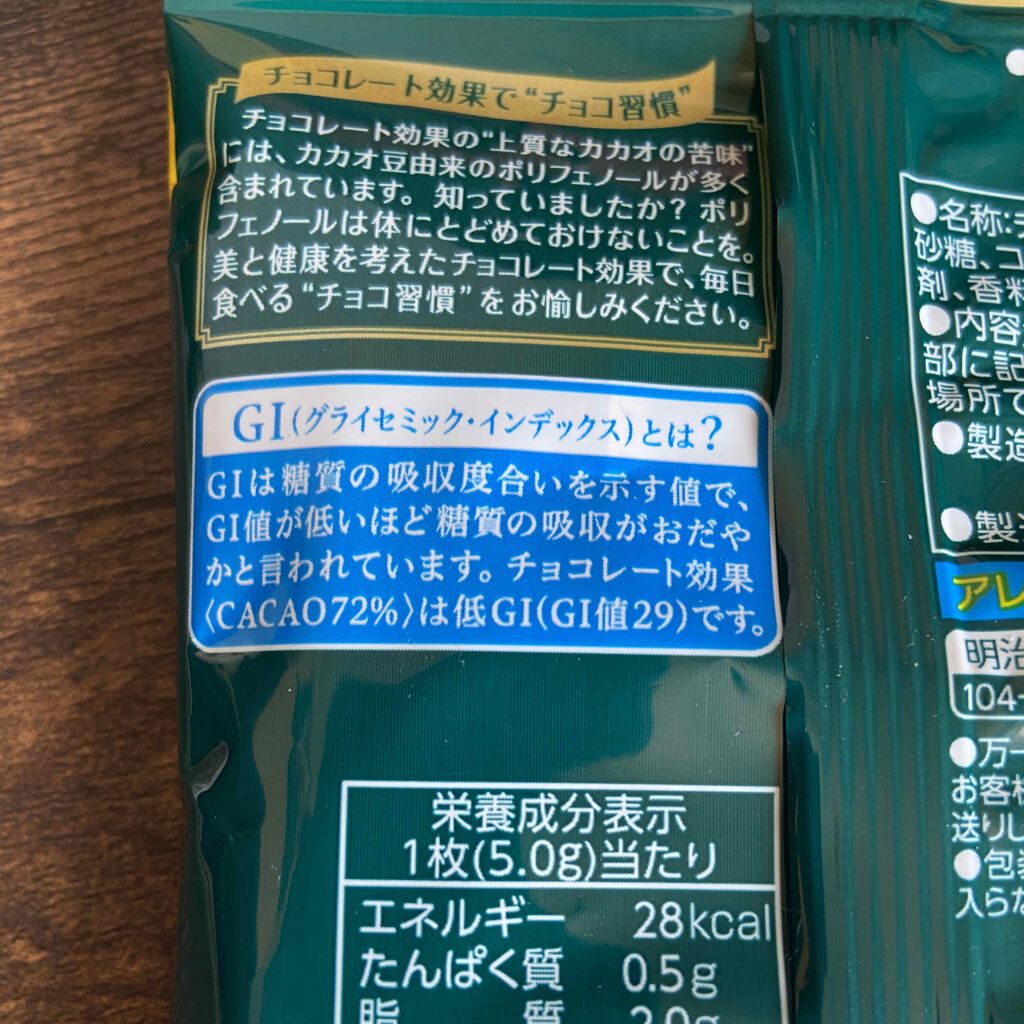 チョコレート効果で“チョコ習慣”
チョコレート効果の“上質なカカオの苦味”
には、カカオ豆由来のポリフェノールが多く
含まれています。知っていましたか?ポリ
フェノールは体にとどめておけないことを。
美と健康を考えたチョコレート効果で、毎日
食べる“チョコ習慣”をお愉しみください。
GI(グライセミック・インデックス)とは?
GIは糖質の吸収度合いを示す値で、
GI値が低いほど糖質の吸収がおだや
かと言われています。チョコレート効果
〈CACAO72%〉は低GI(GI値29)です。
栄養成分表示
1枚(5.0g)当たり
エネルギー 28kcal
たんぱく質 0.5g
脂質 2.0g
●名称:チ
砂糖、コ
剤、香料
●内容
部に記
場所で
●製造
●製造
アレ
明治
104-
●万一
お客様
送りし
●包装
入らな